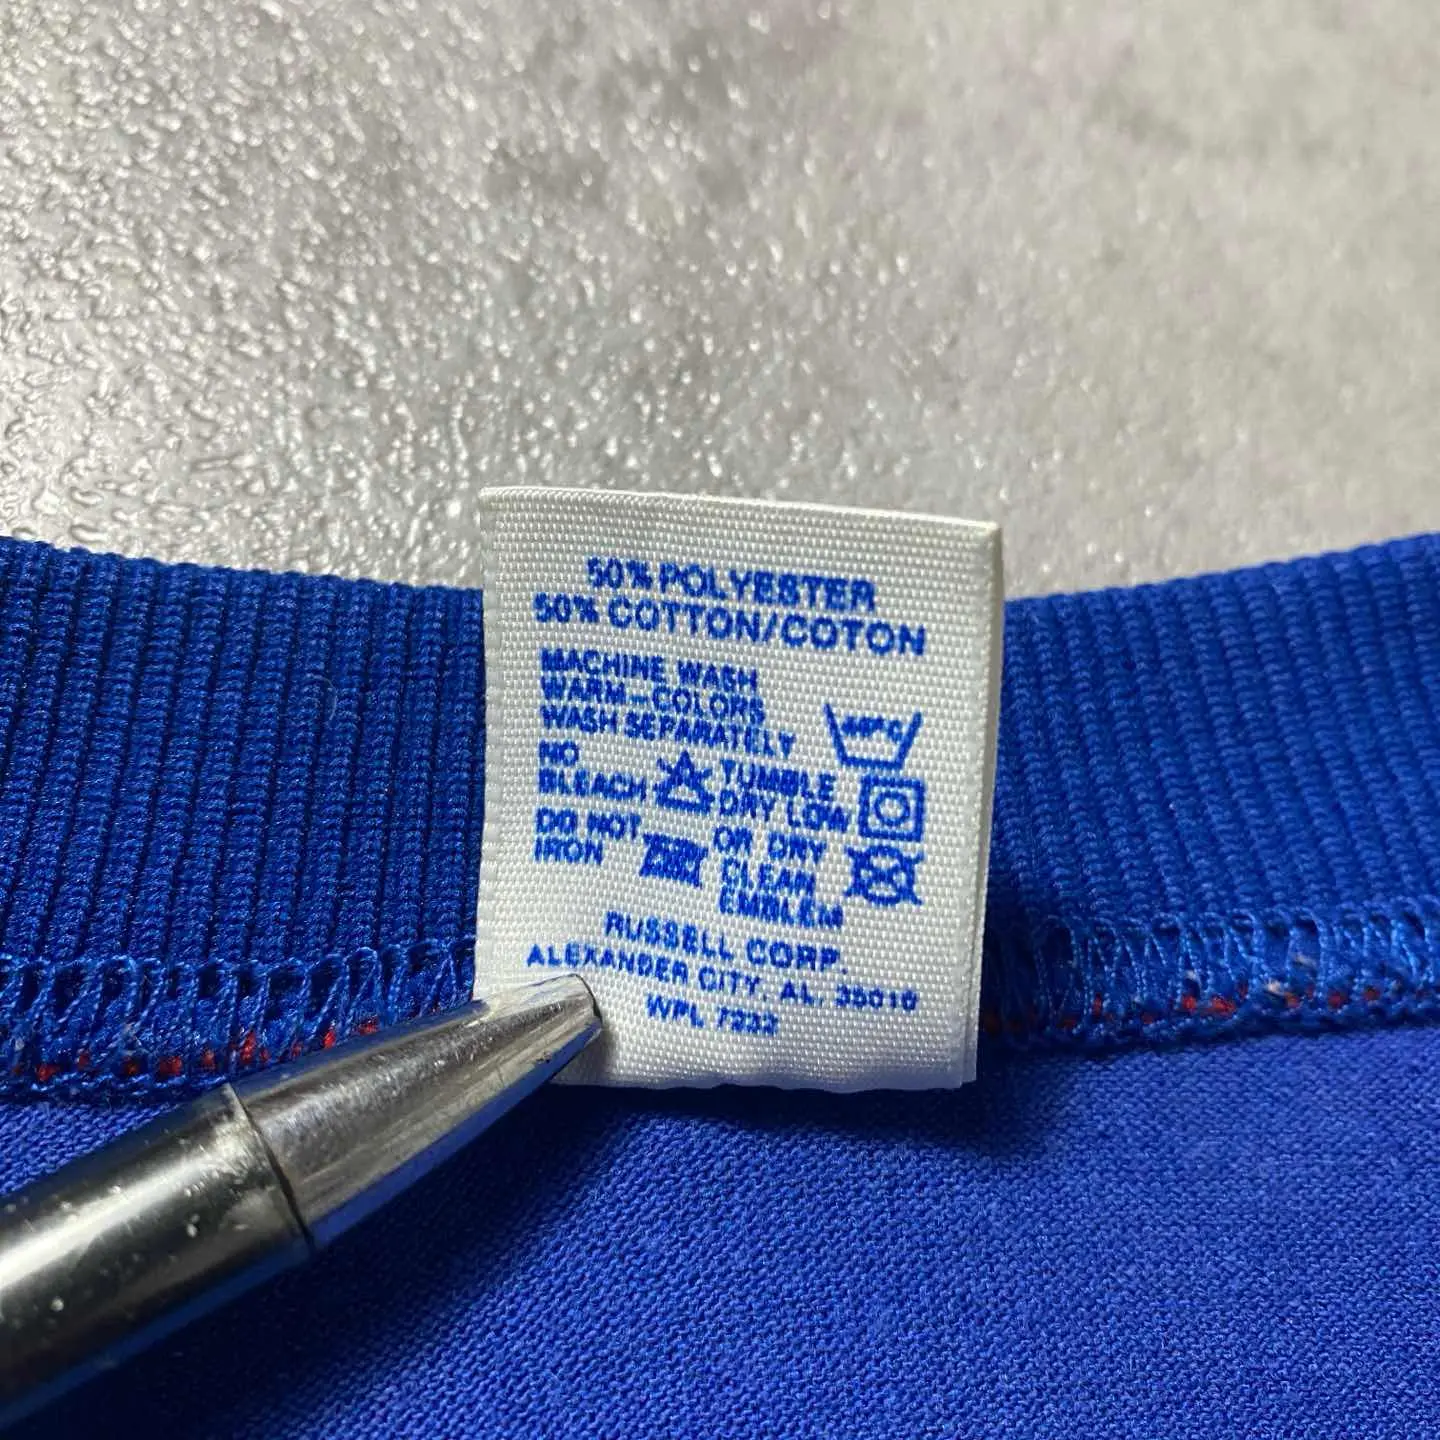 50% POLYESTER
50% COTTON/COTON
MACHINE WASH
WARM-COLORS
WASH SEPARATELY
40°C
NO
BLEACH
TUMBLE
DRY LOW
DO NOT
IRON
OR DRY
CLEAN
EMBLEM
RUSSELL CORP.
ALEXANDER CITY, AL. 35010
WPL 7232